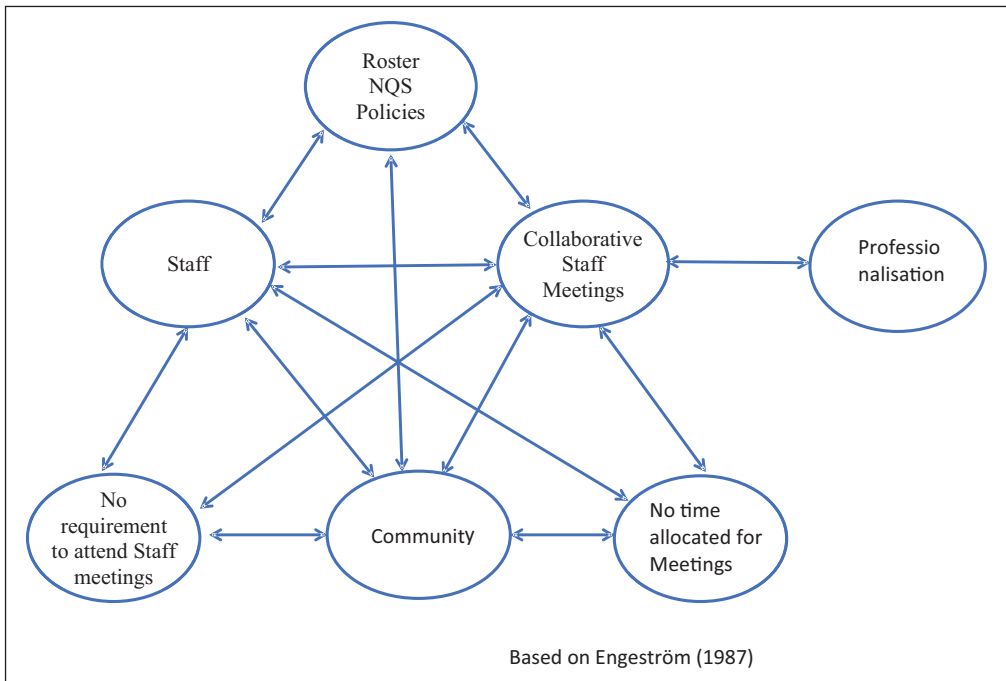 Roster
NQS
Policies
Staff
Collaborative
Staff
Meetings
Professio
nalisation
No
requirement
to attend Staff
meetings
Community
No time
allocated for
Meetings
Based on Engeström (1987)